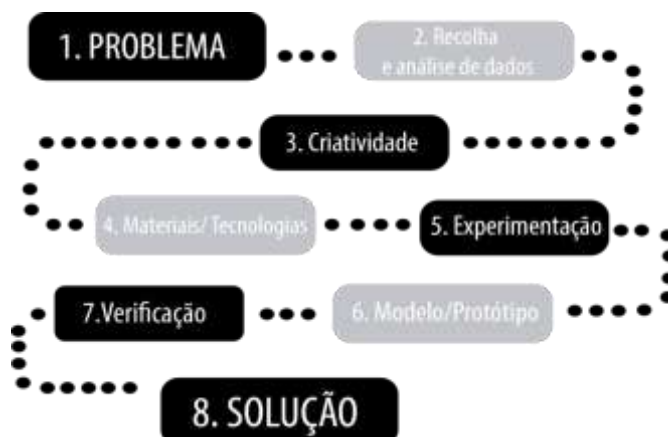 1. PROBLEMA
2. Recolha
e análise de dados
3. Criatividade
4. Materiais/Tecnologias
5. Experimentação
7.Verificação
6. Modelo/Protótipo
8. SOLUÇÃO